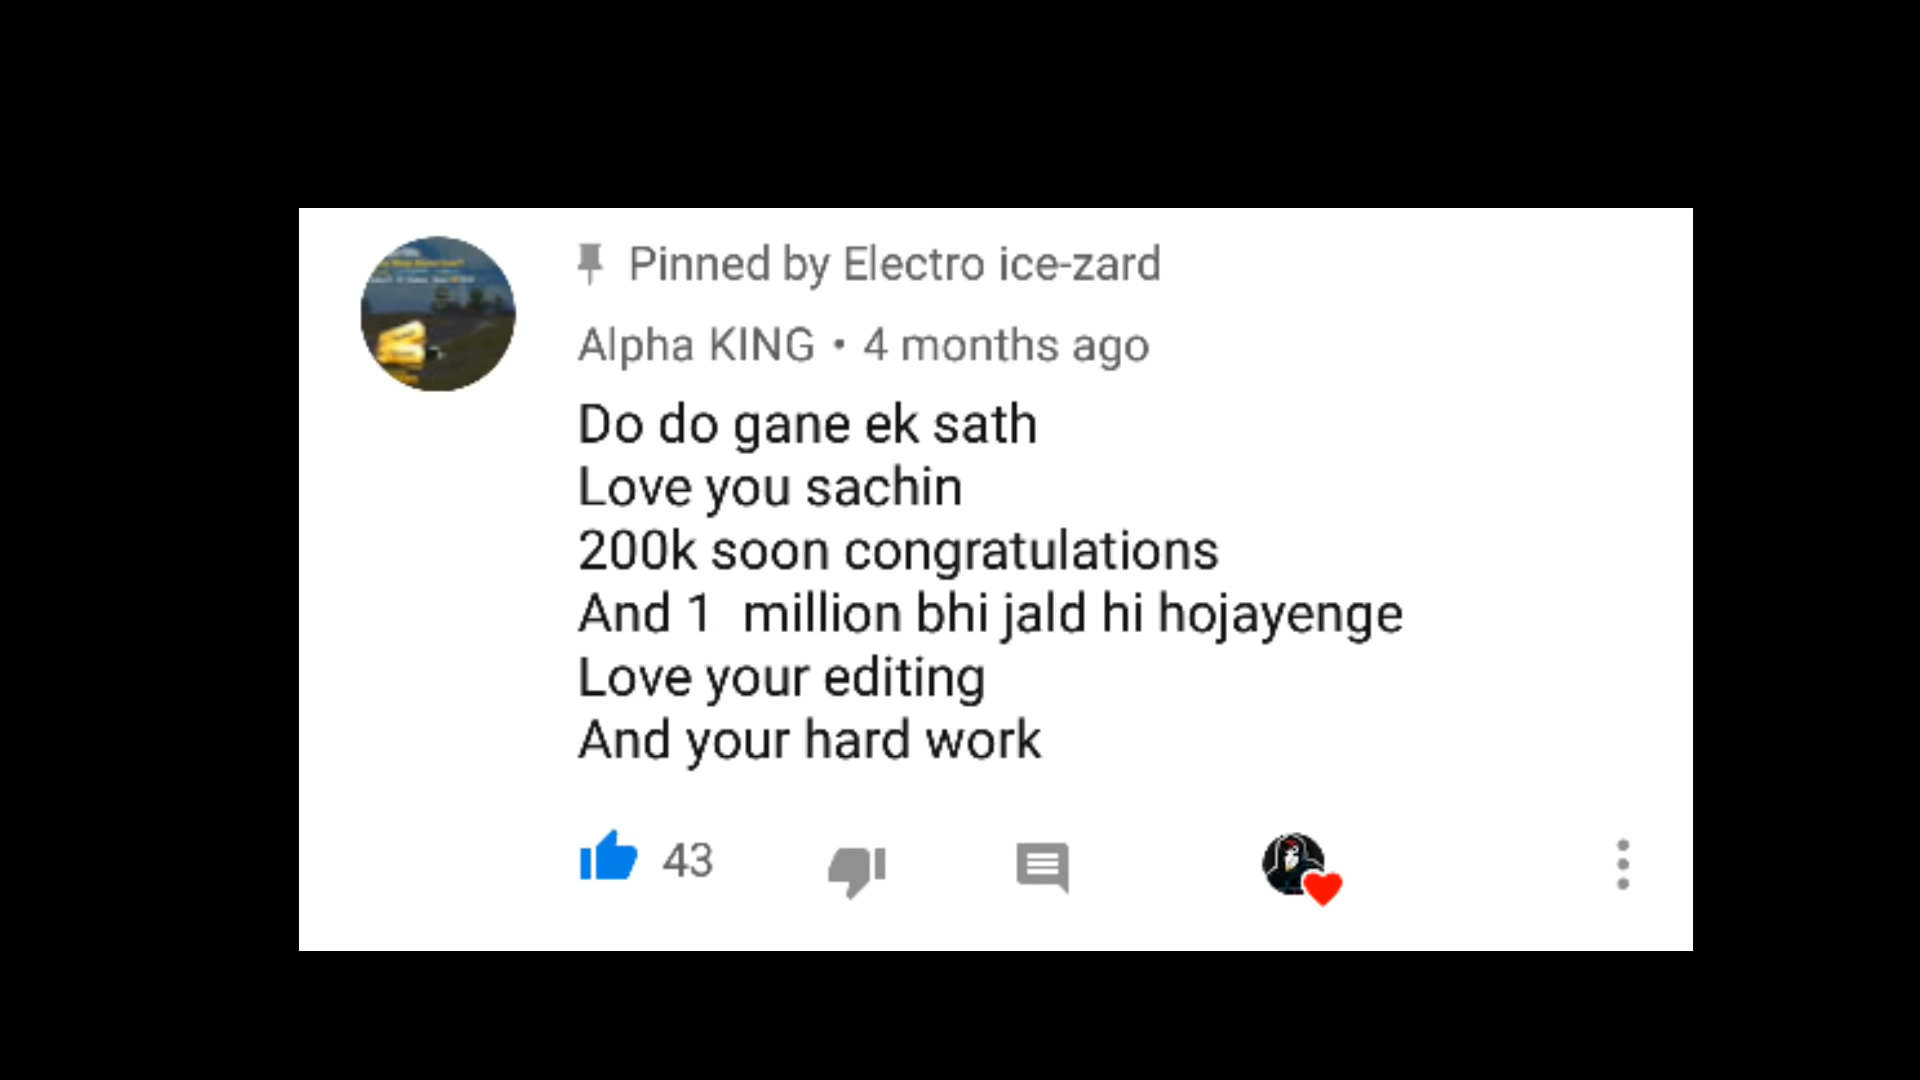 Pinned by Electro ice-zard
Alpha KING • 4 months ago
Do do gane ek sath
Love you sachin
200k soon congratulations
And 1  million bhi jald hi hojayenge
Love your editing
And your hard work
43